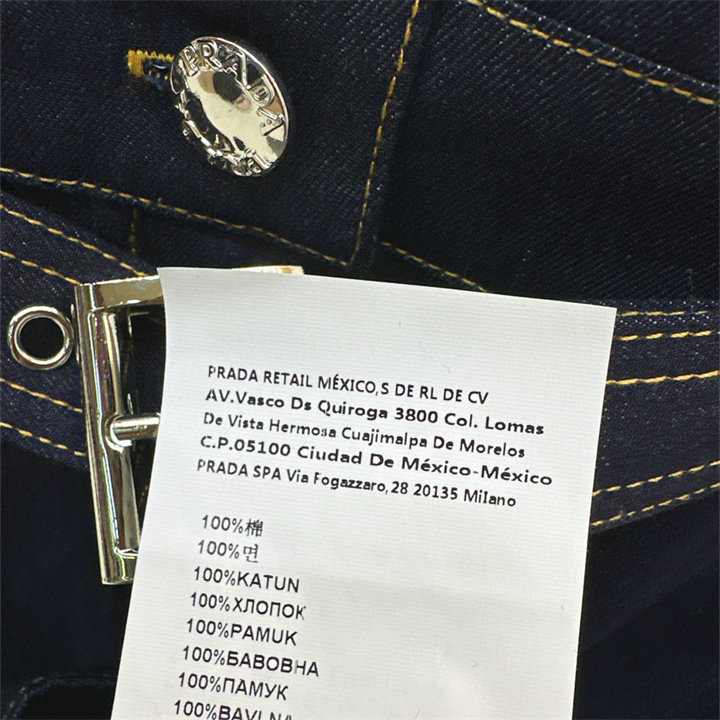 PRADA
PRADA RETAIL MÉXICO,S DE RL DE CV
AV.Vasco Ds Quiroga 3800 Col. Lomas
De Vista Hermosa Cuajimalpa De Morelos
C.P.05100 Ciudad De México-México
PRADA SPA Via Fogazzaro,28 20135 Milano
100%棉
100%면
100%KATUN
100%ХЛОПОК
100%PAMUK
100%БАВОВНА
100%ПАМУК